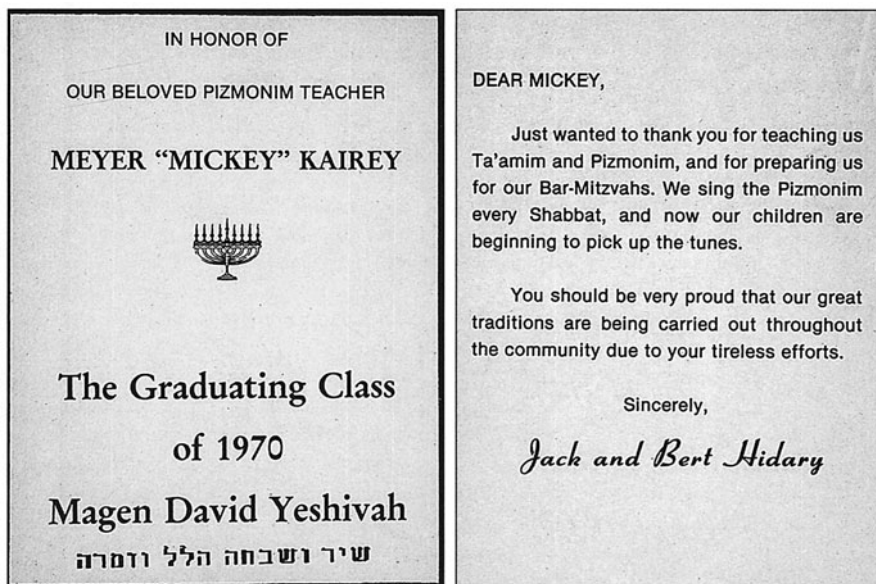 IN HONOR OF
OUR BELOVED PIZMONIM TEACHER
MEYER “MICKEY” KAIREY
The Graduating Class
of 1970
Magen David Yeshivah
שיר ושבחה הלל וזמרה
DEAR MICKEY,
Just wanted to thank you for teaching us
Ta’amim and Pizmonim, and for preparing us
for our Bar-Mitzvahs. We sing the Pizmonim
every Shabbat, and now our children are
beginning to pick up the tunes.
You should be very proud that our great
traditions are being carried out throughout
the community due to your tireless efforts.
Sincerely,
Jack and Bert Hidary